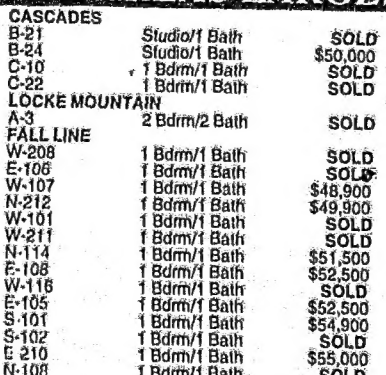 CASCADES
B-21 Studio/1 Bath SOLD
B-24 Studio/1 Bath $50,000
C-10 1 Bdrm/1 Bath SOLD
C-22 1 Bdrm/1 Bath SOLD
LOCKE MOUNTAIN
A-3 2 Bdrm/2 Bath SOLD
FALL LINE
W-208 1 Bdrm/1 Bath SOLD
E-106 1 Bdrm/1 Bath SOLD
W-107 1 Bdrm/1 Bath $48,900
N-212 1 Bdrm/1 Bath $49,900
W-101 1 Bdrm/1 Bath SOLD
W-211 1 Bdrm/1 Bath SOLD
N-114 1 Bdrm/1 Bath $51,500
E-108 1 Bdrm/1 Bath $52,500
W-116 1 Bdrm/1 Bath SOLD
E-105 1 Bdrm/1 Bath $52,500
S-101 1 Bdrm/1 Bath $54,900
S-102 1 Bdrm/1 Bath SOLD
E 210 1 Bdrm/1 Bath $55,000
N-108 1 Bdrm/1 Bath SOLD